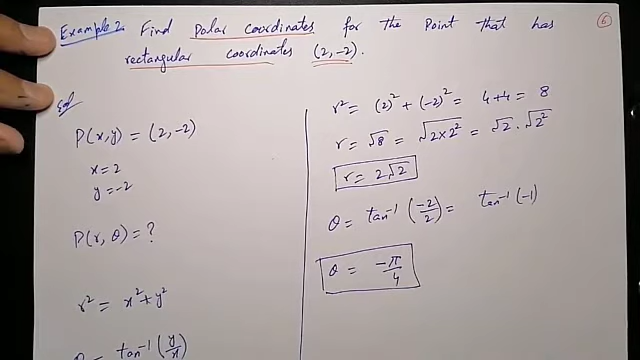 Example 2. Find Polar coordinates for the Point that has
rectangular coordinates (2, -2).
6
Sol
P(x,y) = (2, -2)
x = 2
y = -2
P(r, θ) = ?
r² = x² + y²
θ = tan⁻¹ (y/x)
r² = (2)² + (-2)² = 4+4 = 8
r = √8 = √2×2² = √2 . √2²
r = 2√2
θ = tan⁻¹ (-2/2) = tan⁻¹ (-1)
θ = -π/4